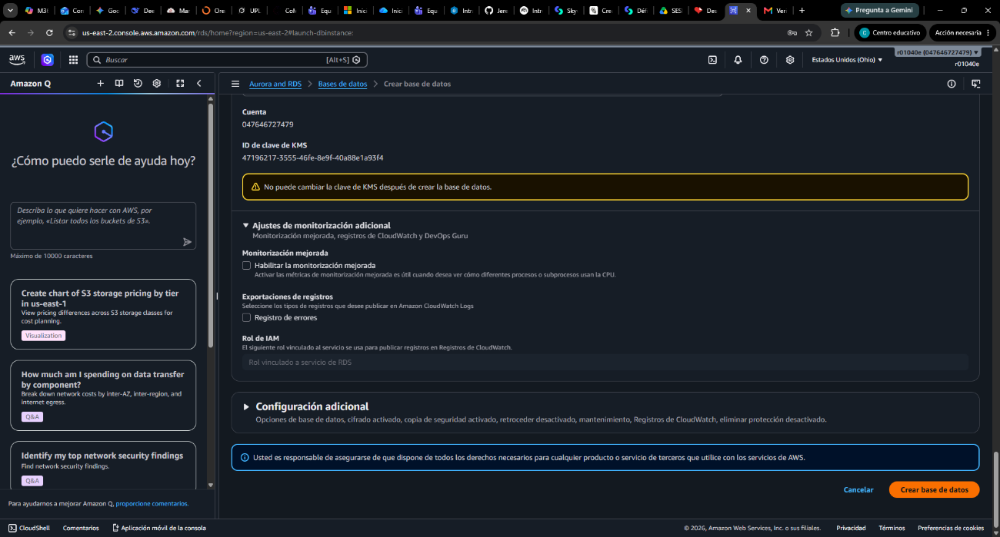 M3(
Cor
Goc
Dee
Mar
Ore
UPL
CoN
Equ
Inic
Inic
Equ
Intr
Jere
Intr
Sky
Cre
Défi
SES
Des
Veri
Pregunta a Gemini
us-east-2.console.aws.amazon.com/rds/home?region=us-east-2#launch-dbinstance:
Centro educativo
Acción necesaria
aws
Buscar
[Alt+S]
Estados Unidos (Ohio)
r01040e (047646727479)
r01040e
Amazon Q
Aurora and RDS
Bases de datos
Crear base de datos
¿Cómo puedo serle de ayuda hoy?
Describa lo que quiere hacer con AWS, por
ejemplo, «Listar todos los buckets de S3».
Máximo de 10000 caracteres
Create chart of S3 storage pricing by tier
in us-east-1
View pricing differences across S3 storage classes for
cost planning.
Visualization
How much am I spending on data transfer
by component?
Break down network costs by inter-AZ, inter-region, and
internet egress.
Q&A
Identify my top network security findings
Find network security findings.
Q&A
Para ayudarnos a mejorar Amazon Q, proporcione comentarios.
Cuenta
047646727479
ID de clave de KMS
47196217-3555-46fe-8e9f-40a88e1a93f4
No puede cambiar la clave de KMS después de crear la base de datos.
Ajustes de monitorización adicional
Monitorización mejorada, registros de CloudWatch y DevOps Guru
Monitorización mejorada
Habilitar la monitorización mejorada
Activar las métricas de monitorización mejorada es útil cuando desea ver cómo diferentes procesos o subprocesos usan la CPU.
Exportaciones de registros
Seleccione los tipos de registros que desee publicar en Amazon CloudWatch Logs
Registro de errores
Rol de IAM
El siguiente rol vinculado al servicio se usa para publicar registros en Registros de CloudWatch.
Rol vinculado a servicio de RDS
Configuración adicional
Opciones de base de datos, cifrado activado, copia de seguridad activado, retroceder desactivado, mantenimiento, Registros de CloudWatch, eliminar protección desactivado.
Usted es responsable de asegurarse de que dispone de todos los derechos necesarios para cualquier producto o servicio de terceros que utilice con los servicios de AWS.
Cancelar
Crear base de datos
CloudShell
Comentarios
Aplicación móvil de la consola
© 2026, Amazon Web Services, Inc. o sus filiales.
Privacidad
Términos
Preferencias de cookies